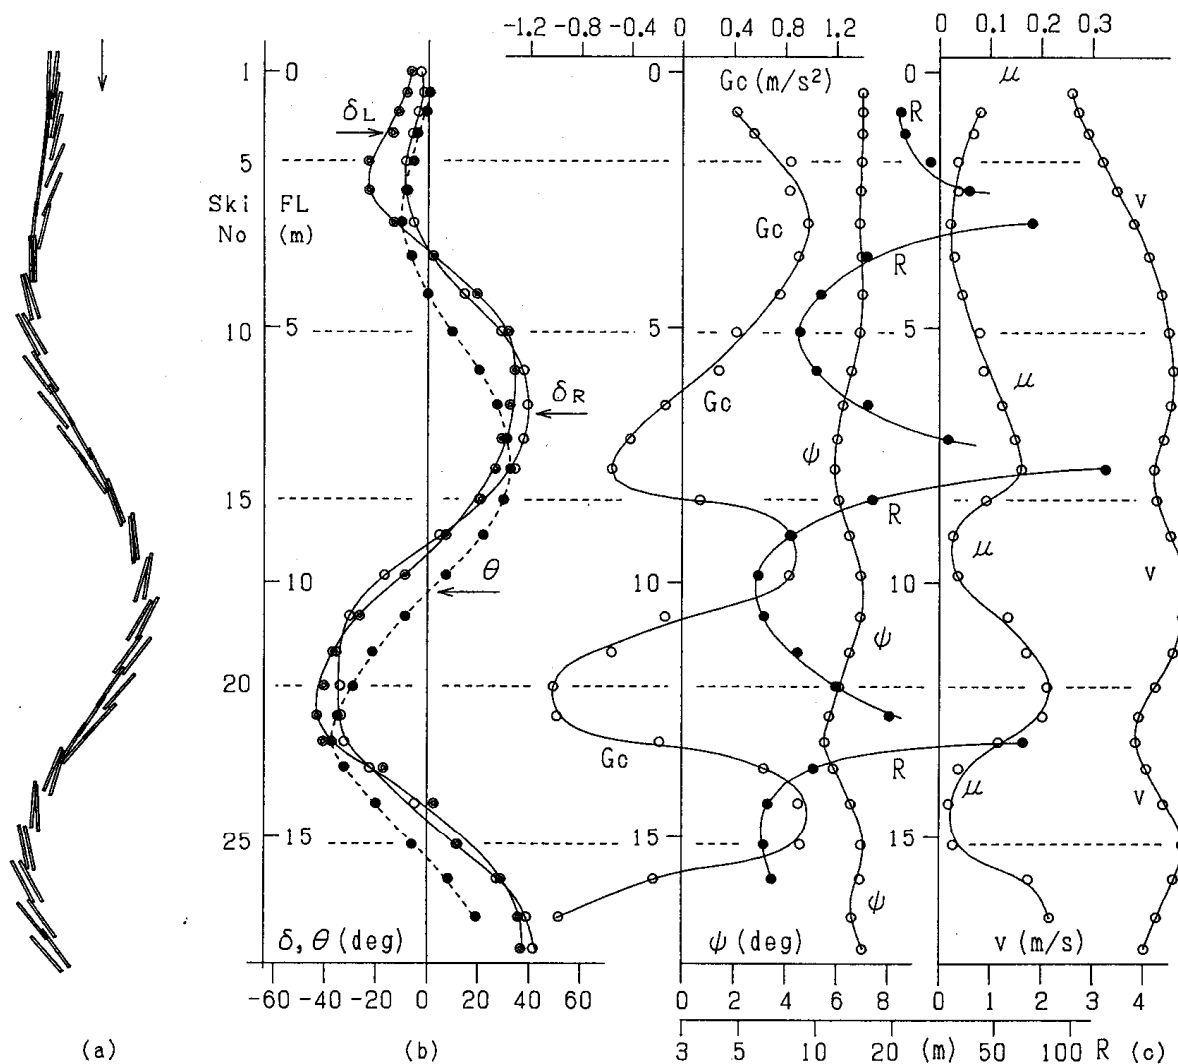 -1.2 -0.8 -0.4 0 0.4 0.8 1.2 0 0.1 0.2 0.3
Gc (m/s²) μ
1 0 0 0
δL R
5
Ski FL
No (m)
Gc v
R
10 5 5 5
δR Gc μ
ψ
15 R
μ
θ v
10 10 10
ψ
20
Gc R μ v
25 15 15 15
ψ
δ, θ (deg) ψ (deg) v (m/s)
-60 -40 -20 0 20 40 60 0 2 4 6 8 0 1 2 3 4
(a) (b) 3 5 10 20 (m) 50 100 R (c)